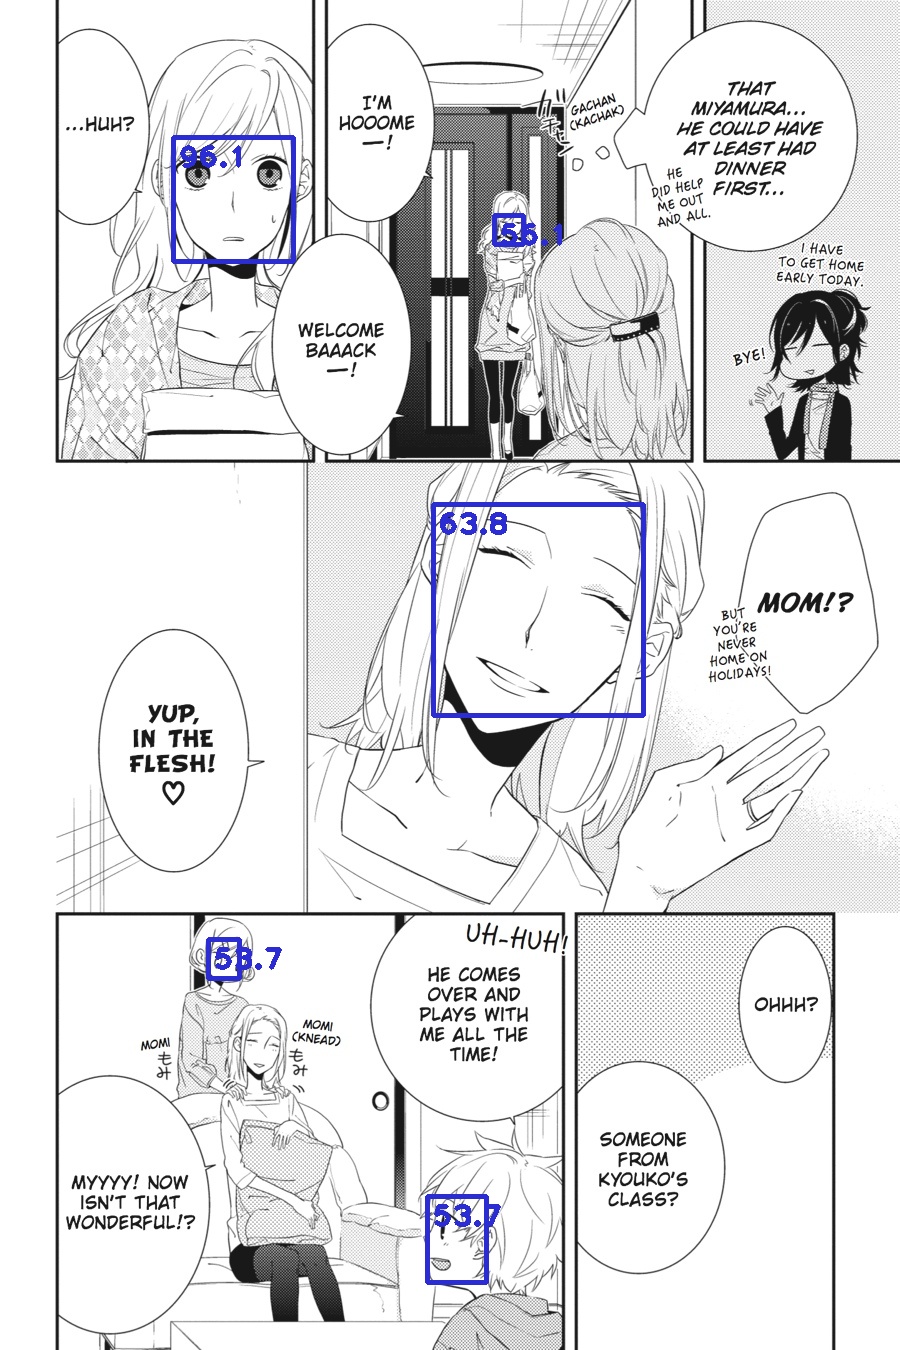 THAT
MIYAMURA...
HE COULD HAVE
AT LEAST HAD
DINNER
FIRST...
HE
DID HELP
ME OUT
AND ALL.
I HAVE
TO GET HOME
EARLY TODAY.
BYE!
ガチャッ
GACHAN
(KACHAK)
I'M
HOOOME
—!
WELCOME
BAAACK
—!
...HUH?
96.1
56.1
MOM!?
BUT
YOU'RE
NEVER
HOME ON
HOLIDAYS!
63.8
YUP,
IN THE
FLESH!
♡
OHHH?
SOMEONE
FROM
KYOUKO'S
CLASS?
UH-HUH!
HE COMES
OVER AND
PLAYS WITH
ME ALL THE
TIME!
53.7
MOMI
(KNEAD)
もみ
MOMI
もみ
MYYYY! NOW
ISN'T THAT
WONDERFUL!?
53.7